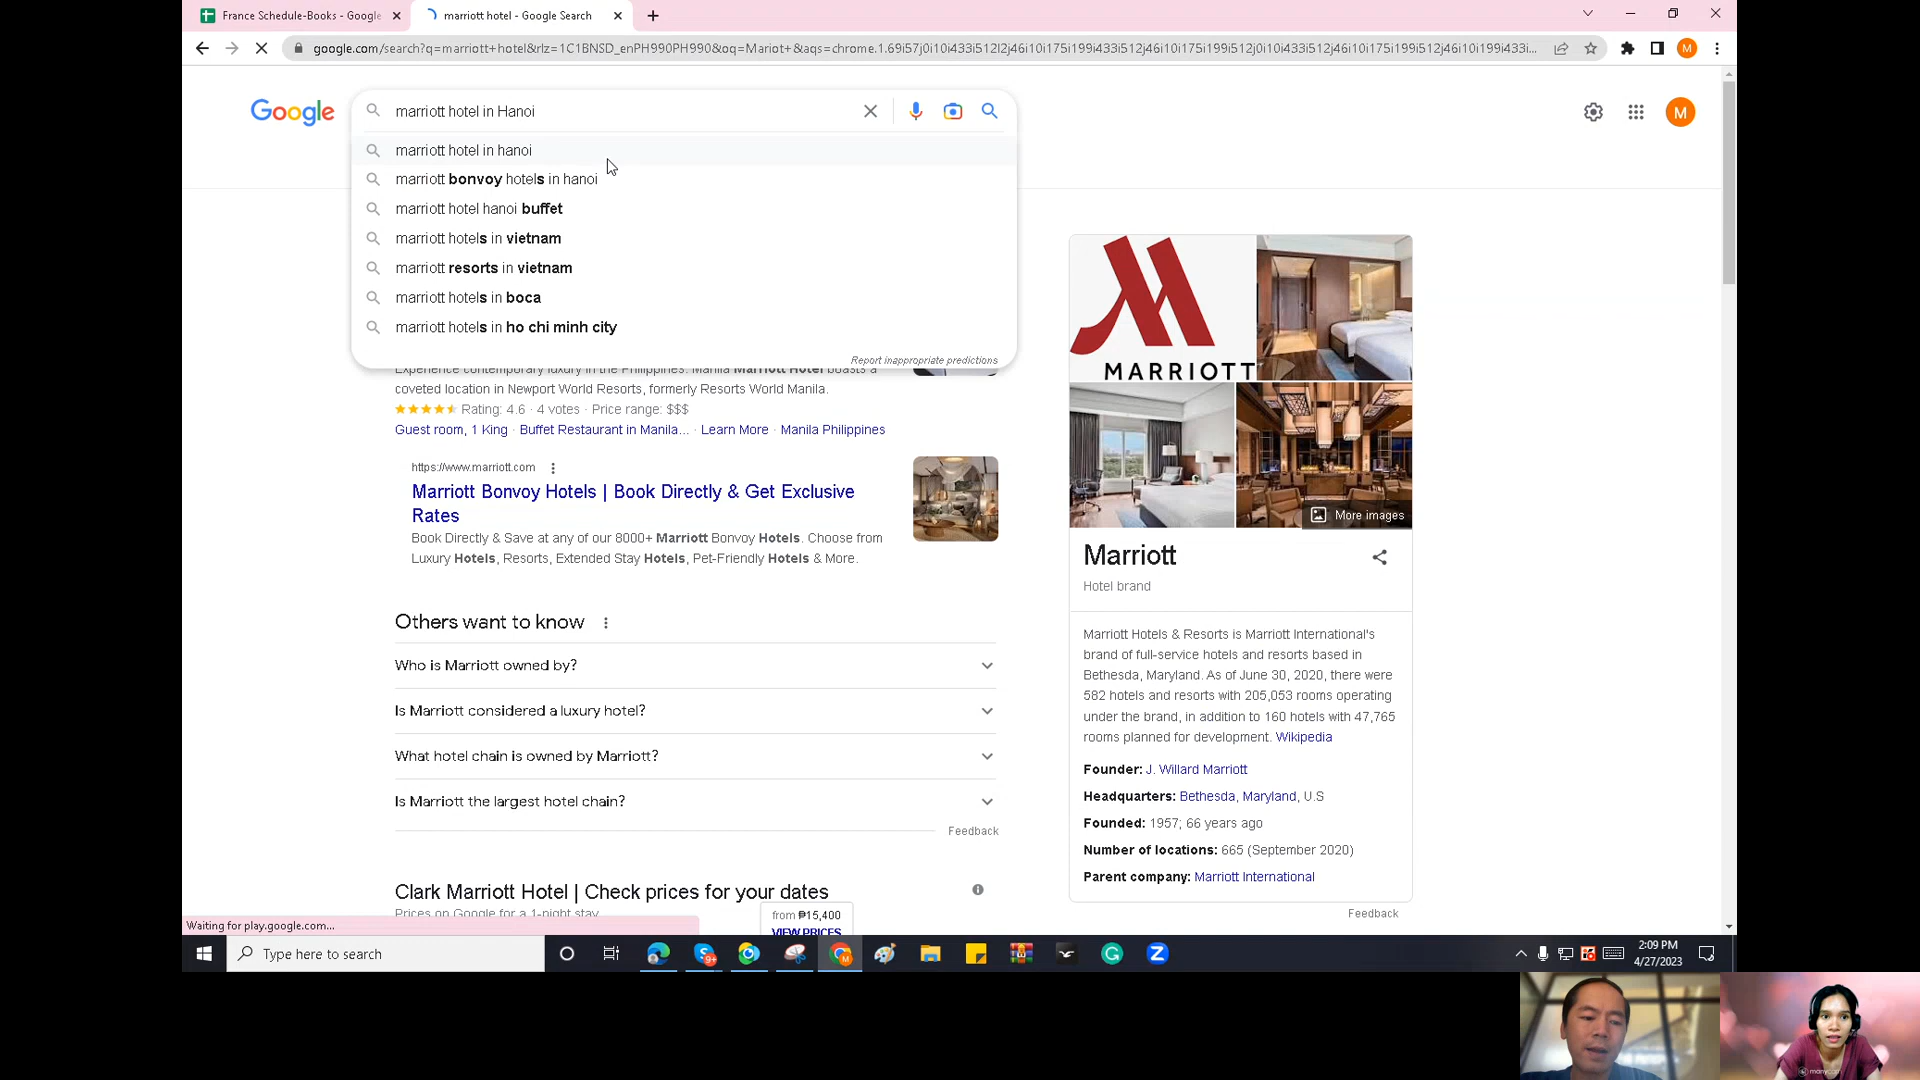 France Schedule-Books - Google
marriott hotel - Google Search
google.com/search?q=marriott+hotel&rlz=1C1BNSD_enPH990PH990&oq=Mariot+&aqs=chrome.1.69i57j0i10i433i512l2j46i10i175i199i433i512j46i10i175i199i512j0i10i433i512j46i10i175i199i512j46i10i199i433i...
M
Google
marriott hotel in Hanoi
M
marriott hotel in hanoi
marriott bonvoy hotels in hanoi
marriott hotel hanoi buffet
marriott hotels in vietnam
marriott resorts in vietnam
marriott hotels in boca
marriott hotels in ho chi minh city
Report inappropriate predictions
Experience contemporary luxury in the Philippines. Manila Marriott Hotel boasts a
coveted location in Newport World Resorts, formerly Resorts World Manila.
Rating: 4.6 · 4 votes · Price range: $$$
Guest room, 1 King · Buffet Restaurant in Manila... · Learn More · Manila Philippines
https://www.marriott.com
Marriott Bonvoy Hotels | Book Directly & Get Exclusive
Rates
Book Directly & Save at any of our 8000+ Marriott Bonvoy Hotels. Choose from
Luxury Hotels, Resorts, Extended Stay Hotels, Pet-Friendly Hotels & More.
Others want to know
Who is Marriott owned by?
Is Marriott considered a luxury hotel?
What hotel chain is owned by Marriott?
Is Marriott the largest hotel chain?
Feedback
Clark Marriott Hotel | Check prices for your dates
Prices on Google for a 1-night stay
from ₱15,400
VIEW PRICES
MARRIOTT
More images
Marriott
Hotel brand
Marriott Hotels & Resorts is Marriott International's
brand of full-service hotels and resorts based in
Bethesda, Maryland. As of June 30, 2020, there were
582 hotels and resorts with 205,053 rooms operating
under the brand, in addition to 160 hotels with 47,765
rooms planned for development. Wikipedia
Founder: J. Willard Marriott
Headquarters: Bethesda, Maryland, U.S
Founded: 1957; 66 years ago
Number of locations: 665 (September 2020)
Parent company: Marriott International
Feedback
Waiting for play.google.com...
Type here to search
9+
2:09 PM
4/27/2023
manycam